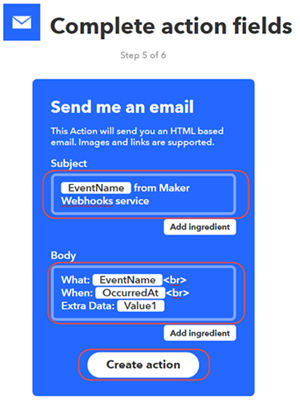 Complete action fields
Step 5 of 6
Send me an email
This Action will send you an HTML based
email. Images and links are supported.
Subject
EventName from Maker
Webhooks service
Add ingredient
Body
What: EventName <br>
When: OccurredAt <br>
Extra Data: Value1
Add ingredient
Create action